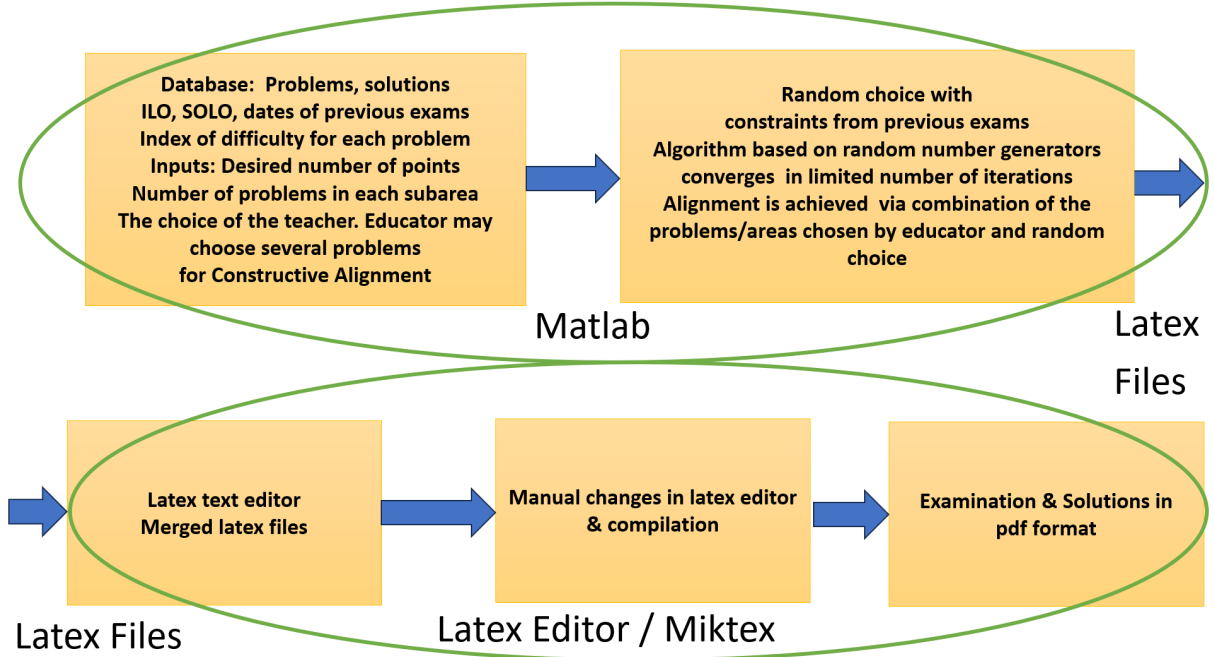 Database:  Problems, solutions
ILO, SOLO, dates of previous exams
Index of difficulty for each problem
Inputs: Desired number of points
Number of problems in each subarea
The choice of the teacher. Educator may
choose several problems
for Constructive Alignment
Random choice with
constraints from previous exams
Algorithm based on random number generators
converges  in limited number of iterations
Alignment is achieved  via combination of the
problems/areas chosen by educator and random
choice
Matlab
Latex
Files
Latex text editor
Merged latex files
Manual changes in latex editor
& compilation
Examination & Solutions in
pdf format
Latex Files
Latex Editor / Miktex